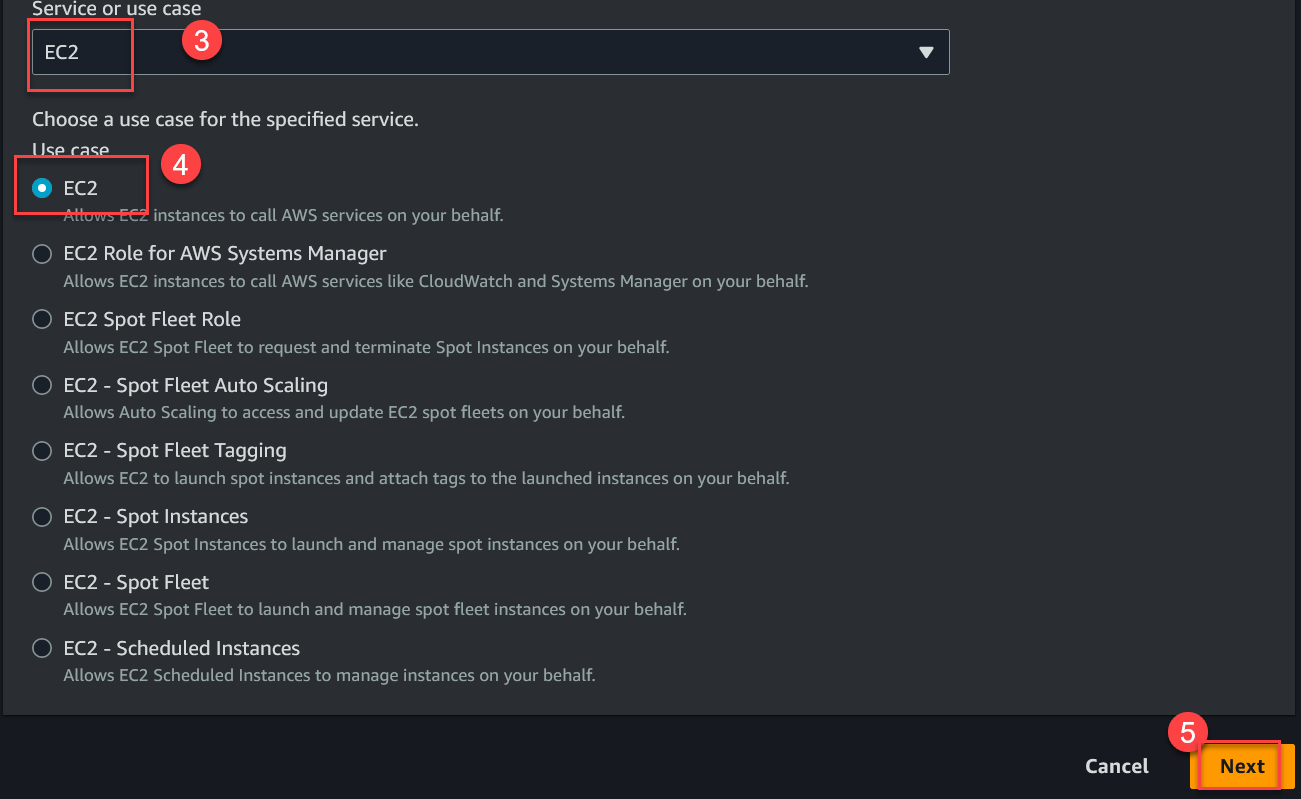 Service or use case
EC2
3
Choose a use case for the specified service.
Use case
4
EC2
Allows EC2 instances to call AWS services on your behalf.
EC2 Role for AWS Systems Manager
Allows EC2 instances to call AWS services like CloudWatch and Systems Manager on your behalf.
EC2 Spot Fleet Role
Allows EC2 Spot Fleet to request and terminate Spot Instances on your behalf.
EC2 - Spot Fleet Auto Scaling
Allows Auto Scaling to access and update EC2 spot fleets on your behalf.
EC2 - Spot Fleet Tagging
Allows EC2 to launch spot instances and attach tags to the launched instances on your behalf.
EC2 - Spot Instances
Allows EC2 Spot Instances to launch and manage spot instances on your behalf.
EC2 - Spot Fleet
Allows EC2 Spot Fleet to launch and manage spot fleet instances on your behalf.
EC2 - Scheduled Instances
Allows EC2 Scheduled Instances to manage instances on your behalf.
5
Cancel Next